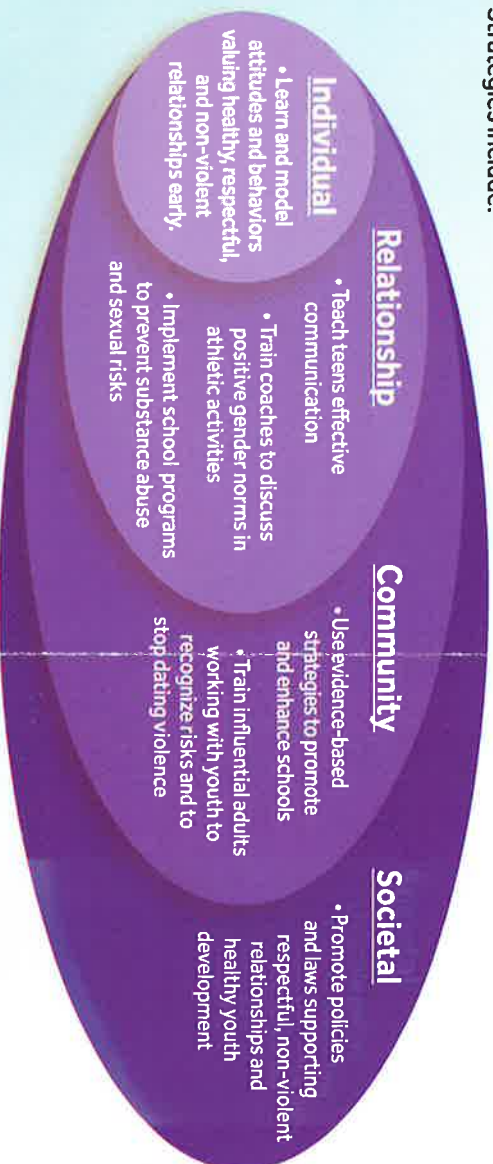 Strategies include:
Individual
• Learn and model
attitudes and behaviors
valuing healthy, respectful,
and non-violent
relationships early.
Relationship
• Teach teens effective
communication
• Train coaches to discuss
positive gender norms in
athletic activities
• Implement school programs
to prevent substance abuse
and sexual risks
Community
• Use evidence-based
strategies to promote
and enhance schools
• Train influential adults
working with youth to
recognize risks and to
stop dating violence
Societal
• Promote policies
and laws supporting
respectful, non-violent
relationships and
healthy youth
development